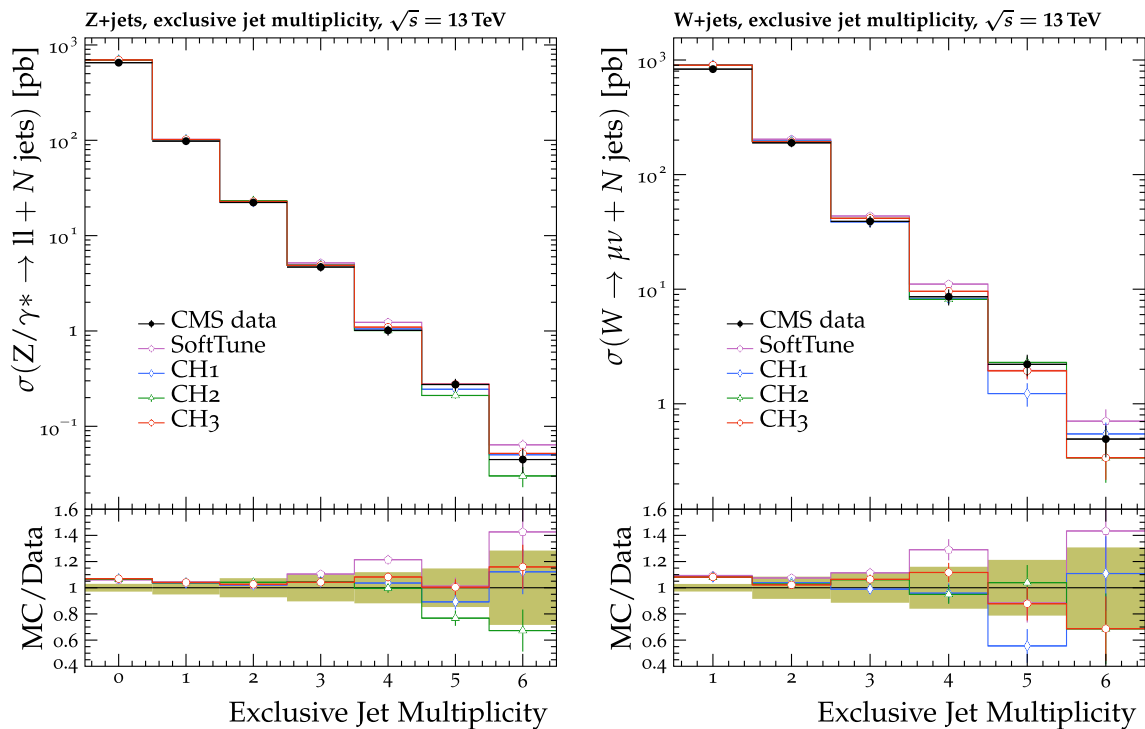 Z+jets, exclusive jet multiplicity, √s = 13 TeV
σ(Z/γ* → ll + N jets) [pb]
10³
10²
10¹
1
10⁻¹
CMS data
SoftTune
CH1
CH2
CH3
MC/Data
1.6
1.4
1.2
1
0.8
0.6
0.4
0 1 2 3 4 5 6
Exclusive Jet Multiplicity
W+jets, exclusive jet multiplicity, √s = 13 TeV
σ(W → μν + N jets) [pb]
10³
10²
10¹
1
CMS data
SoftTune
CH1
CH2
CH3
MC/Data
1.6
1.4
1.2
1
0.8
0.6
0.4
1 2 3 4 5 6
Exclusive Jet Multiplicity